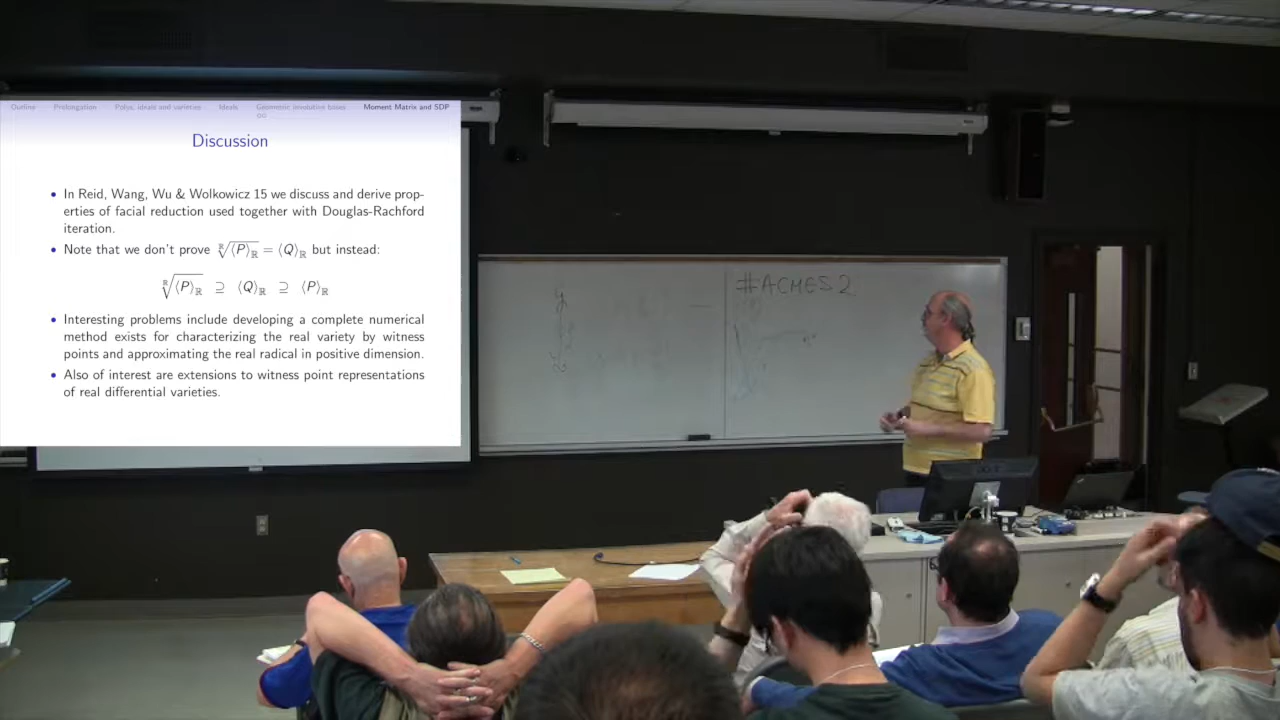 Outline Prolongation Polys, ideals and varieties Ideals Geometric involutive bases Moment Matrix and SDP
Discussion
• In Reid, Wang, Wu & Wolkowicz 15 we discuss and derive prop-
erties of facial reduction used together with Douglas-Rachford
iteration.
• Note that we don't prove ᴿ√⟨P⟩ℝ = ⟨Q⟩ℝ but instead:
ᴿ√⟨P⟩ℝ ⊇ ⟨Q⟩ℝ ⊇ ⟨P⟩ℝ
• Interesting problems include developing a complete numerical
method exists for characterizing the real variety by witness
points and approximating the real radical in positive dimension.
• Also of interest are extensions to witness point representations
of real differential varieties.
#ACMES2